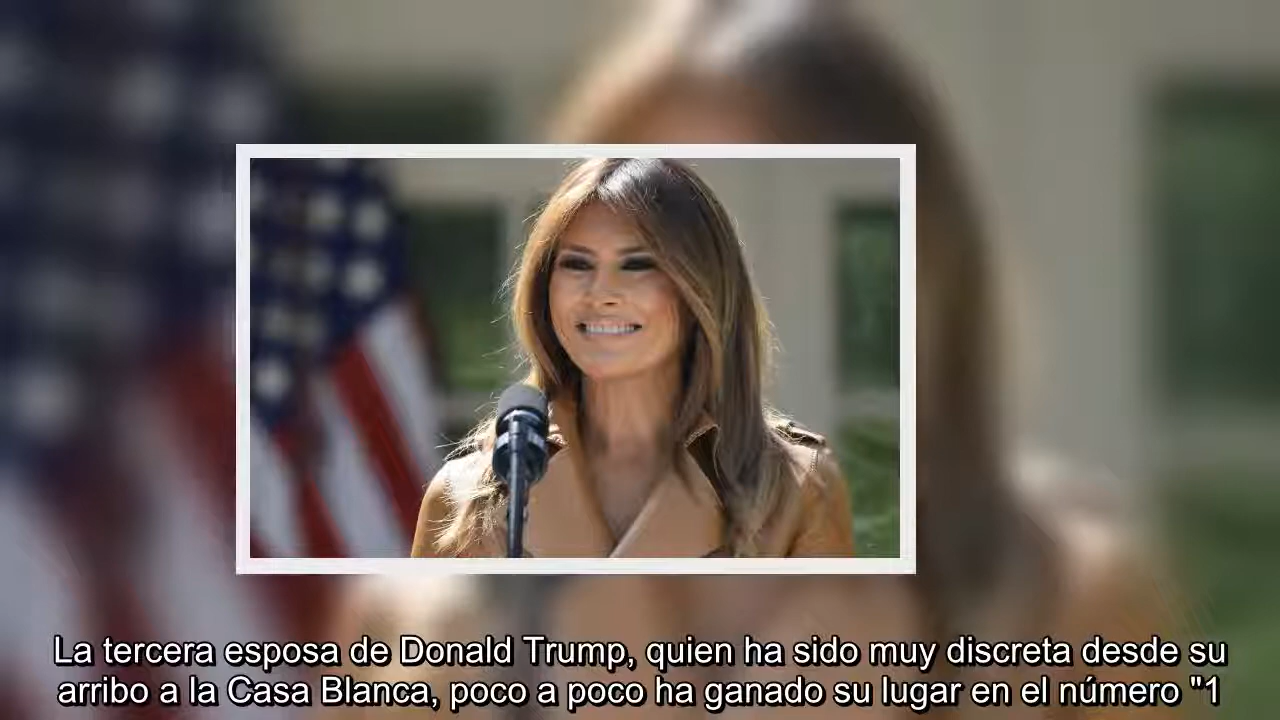 La tercera esposa de Donald Trump, quien ha sido muy discreta desde su
arribo a la Casa Blanca, poco a poco ha ganado su lugar en el número "1